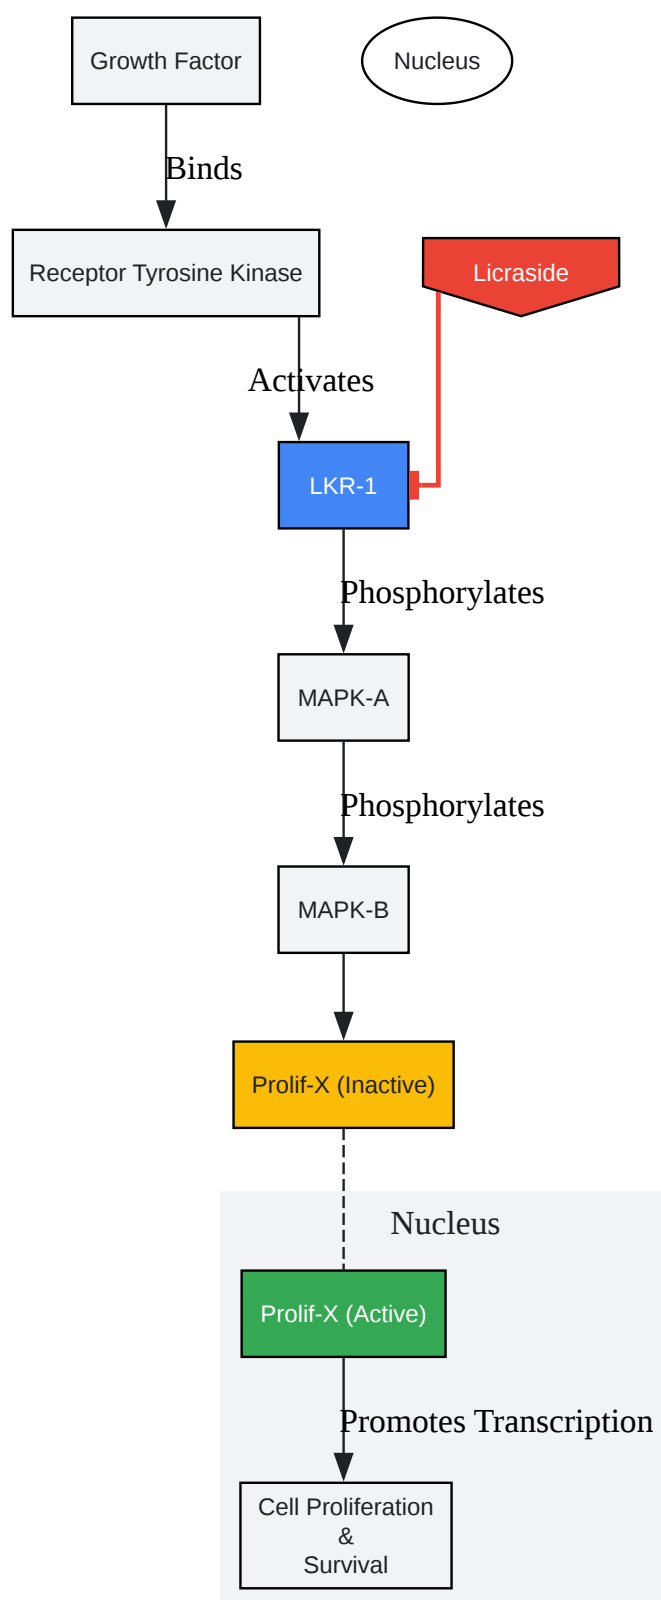 Growth Factor
Nucleus
Binds
Receptor Tyrosine Kinase
Licraside
Activates
LKR-1
Phosphorylates
MAPK-A
Phosphorylates
MAPK-B
Prolif-X (Inactive)
Nucleus
Prolif-X (Active)
Promotes Transcription
Cell Proliferation
&
Survival